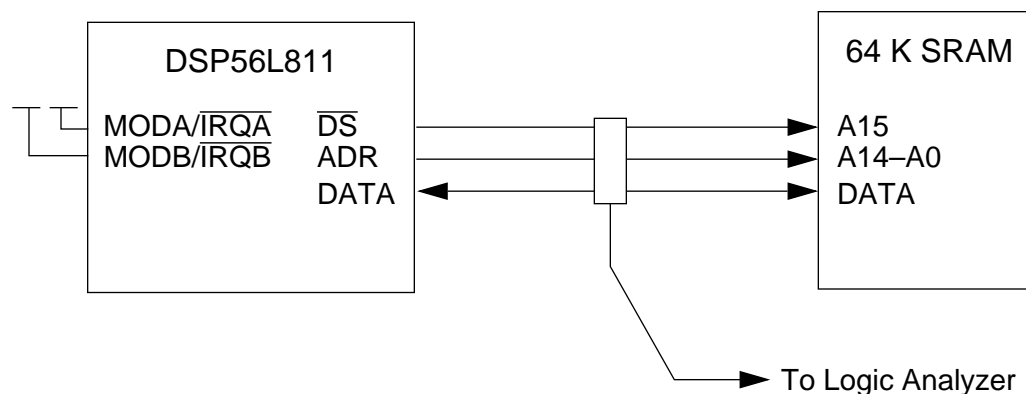 DSP56L811
64 K SRAM
MODA/IRQA DS
A15
MODB/IRQB ADR
A14–A0
DATA
DATA
To Logic Analyzer